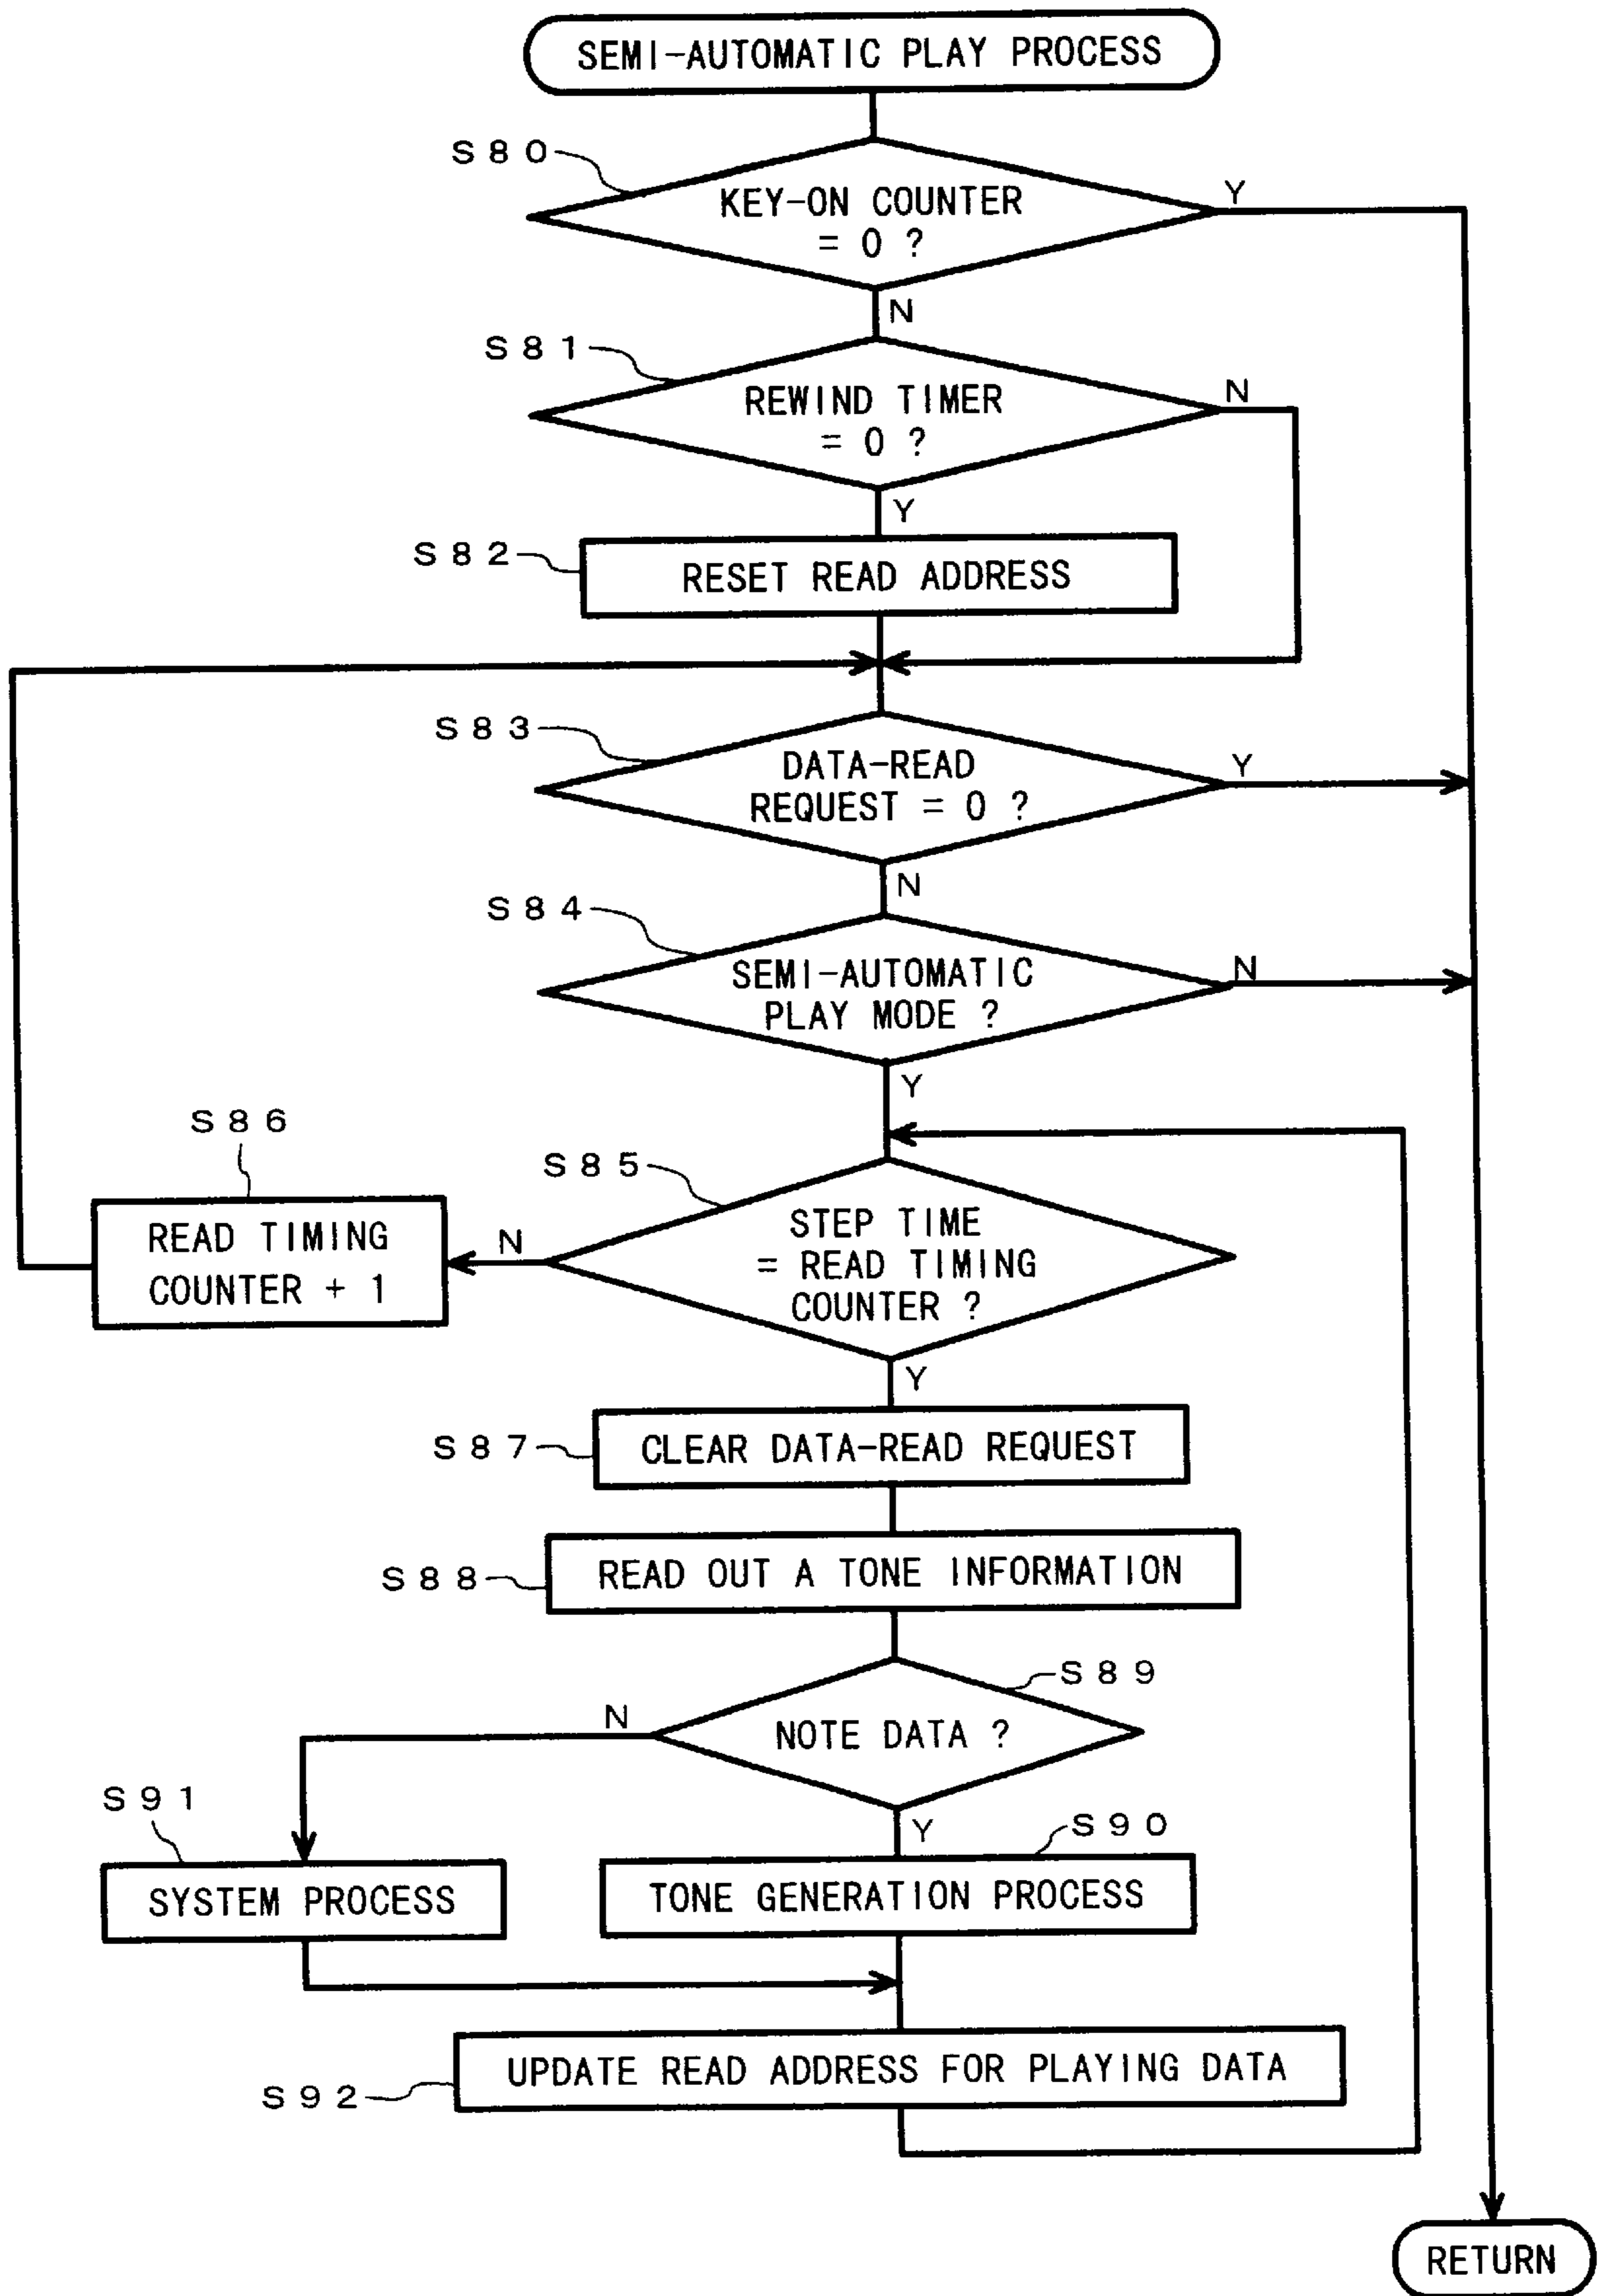 SEMI-AUTOMATIC PLAY PROCESS
S80
KEY-ON COUNTER
= 0 ?
Y
N
S81
REWIND TIMER
= 0 ?
N
Y
S82
RESET READ ADDRESS
S83
DATA-READ
REQUEST = 0 ?
Y
N
S84
SEMI-AUTOMATIC
PLAY MODE ?
N
Y
S86
READ TIMING
COUNTER + 1
S85
STEP TIME
= READ TIMING
COUNTER ?
N
Y
S87
CLEAR DATA-READ REQUEST
S88
READ OUT A TONE INFORMATION
S89
NOTE DATA ?
N
Y
S91
SYSTEM PROCESS
S90
TONE GENERATION PROCESS
S92
UPDATE READ ADDRESS FOR PLAYING DATA
RETURN